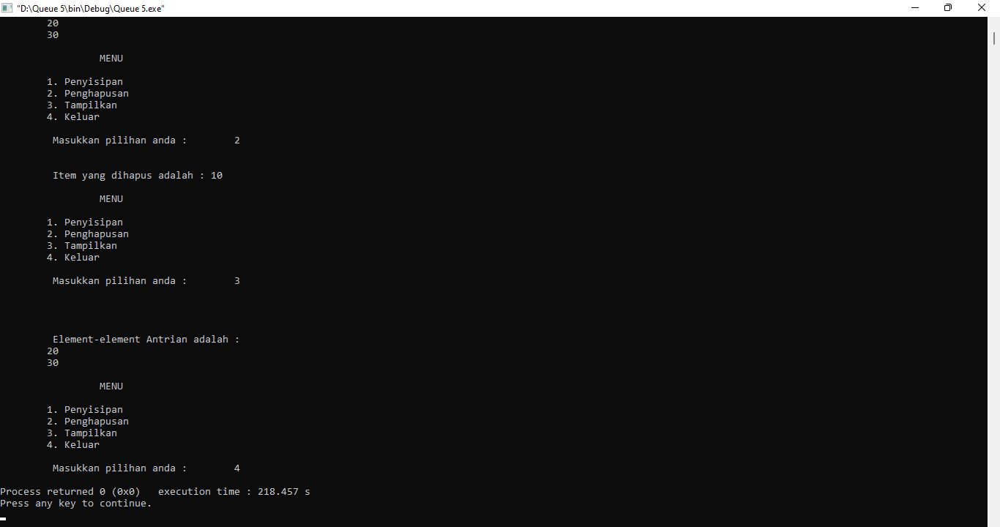 "D:\Queue 5\bin\Debug\Queue 5.exe"
20
30
MENU
1. Penyisipan
2. Penghapusan
3. Tampilkan
4. Keluar
Masukkan pilihan anda : 2
Item yang dihapus adalah : 10
MENU
1. Penyisipan
2. Penghapusan
3. Tampilkan
4. Keluar
Masukkan pilihan anda : 3
Element-element Antrian adalah :
20
30
MENU
1. Penyisipan
2. Penghapusan
3. Tampilkan
4. Keluar
Masukkan pilihan anda : 4
Process returned 0 (0x0) execution time : 218.457 s
Press any key to continue.